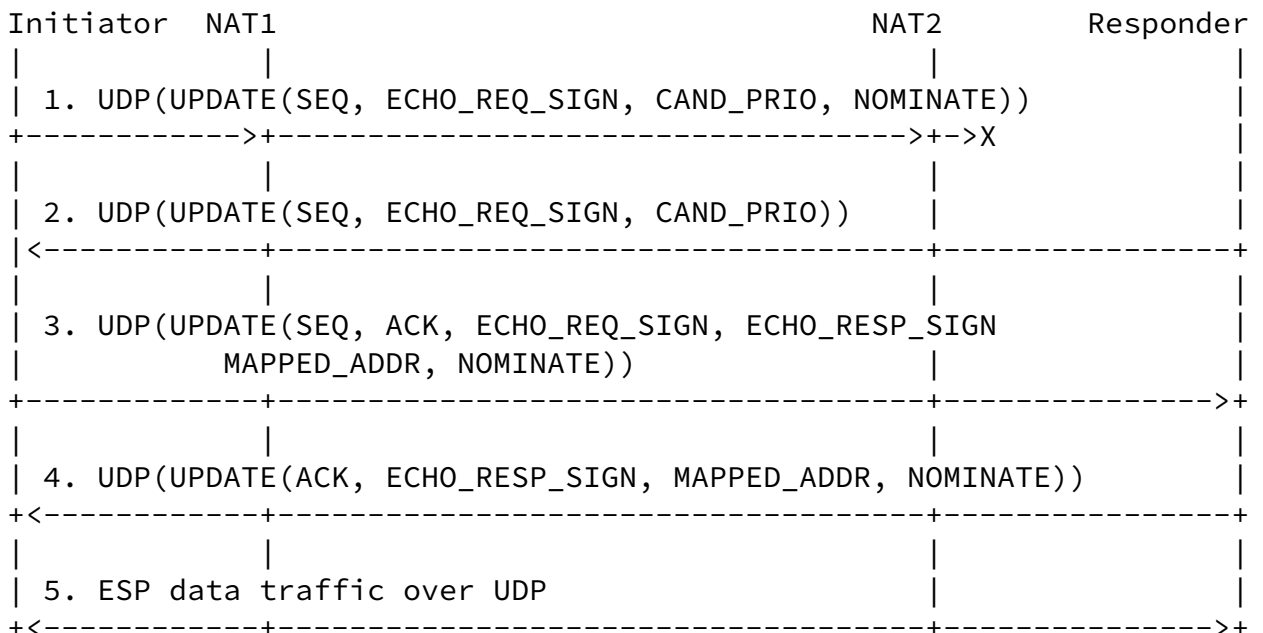 Initiator NAT1 NAT2 Responder
1. UDP(UPDATE(SEQ, ECHO_REQ_SIGN, CAND_PRIO, NOMINATE))
X
2. UDP(UPDATE(SEQ, ECHO_REQ_SIGN, CAND_PRIO))
3. UDP(UPDATE(SEQ, ACK, ECHO_REQ_SIGN, ECHO_RESP_SIGN
MAPPED_ADDR, NOMINATE))
4. UDP(UPDATE(ACK, ECHO_RESP_SIGN, MAPPED_ADDR, NOMINATE))
5. ESP data traffic over UDP